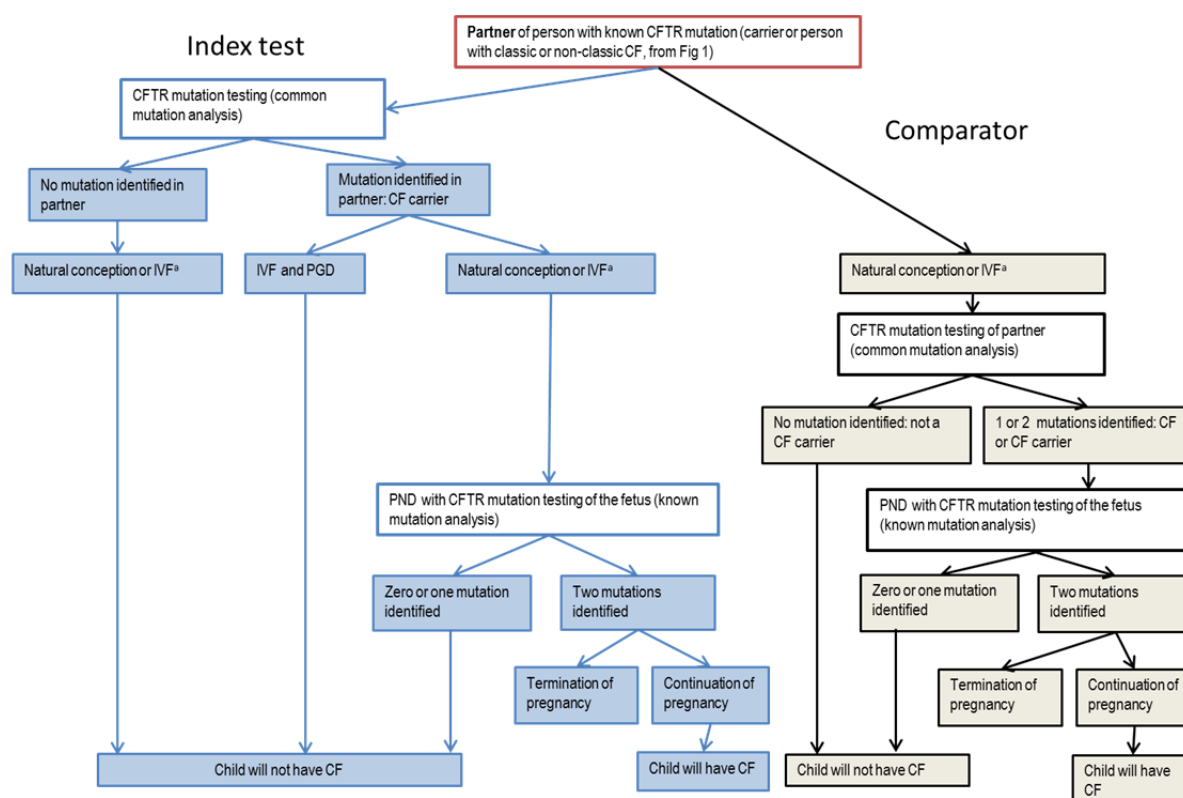 Index test
Partner of person with known CFTR mutation (carrier or person
with classic or non-classic CF, from Fig 1)
CFTR mutation testing (common
mutation analysis)
Comparator
No mutation identified in
partner
Mutation identified in
partner: CF carrier
Natural conception or IVFᵃ
IVF and PGD
Natural conception or IVFᵃ
Natural conception or IVFᵃ
CFTR mutation testing of partner
(common mutation analysis)
No mutation identified: not a
CF carrier
1 or 2 mutations identified: CF
or CF carrier
PND with CFTR mutation testing of the fetus (known
mutation analysis)
PND with CFTR mutation testing of the fetus
(known mutation analysis)
Zero or one mutation
identified
Two mutations
identified
Zero or one mutation
identified
Two mutations
identified
Termination of
pregnancy
Continuation of
pregnancy
Termination of
pregnancy
Continuation of
pregnancy
Child will not have CF
Child will have CF
Child will not have CF
Child will have
CF